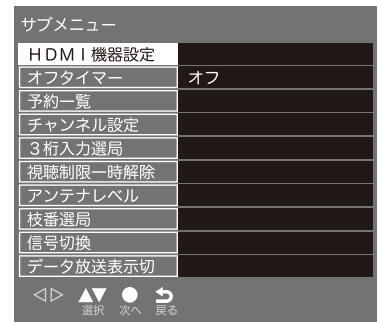 サブメニュー
HDMI機器設定
オフタイマー オフ
予約一覧
チャンネル設定
3桁入力選局
視聴制限一時解除
アンテナレベル
枝番選局
信号切換
データ放送表示切
選択 次へ 戻る